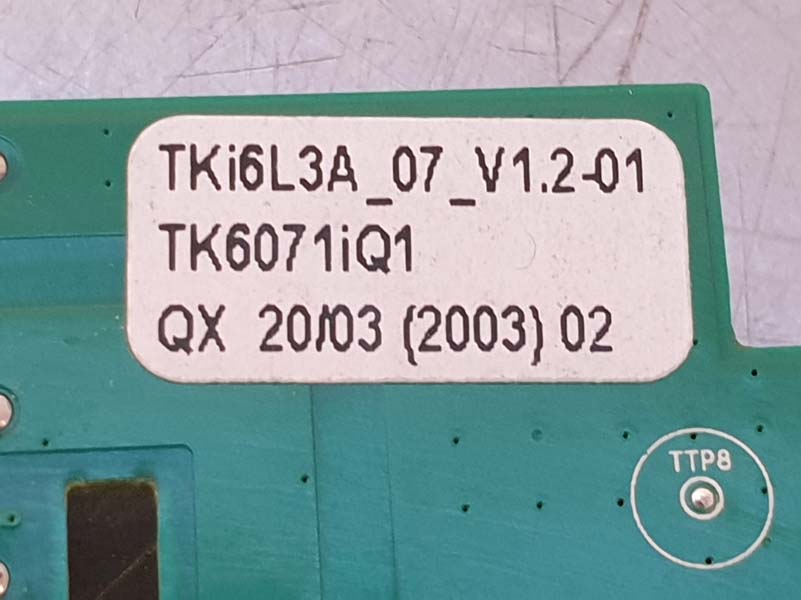 TKi6L3A_07_V1.2-01
TK6071iQ1
QX 20/03 (2003) 02
TTP8